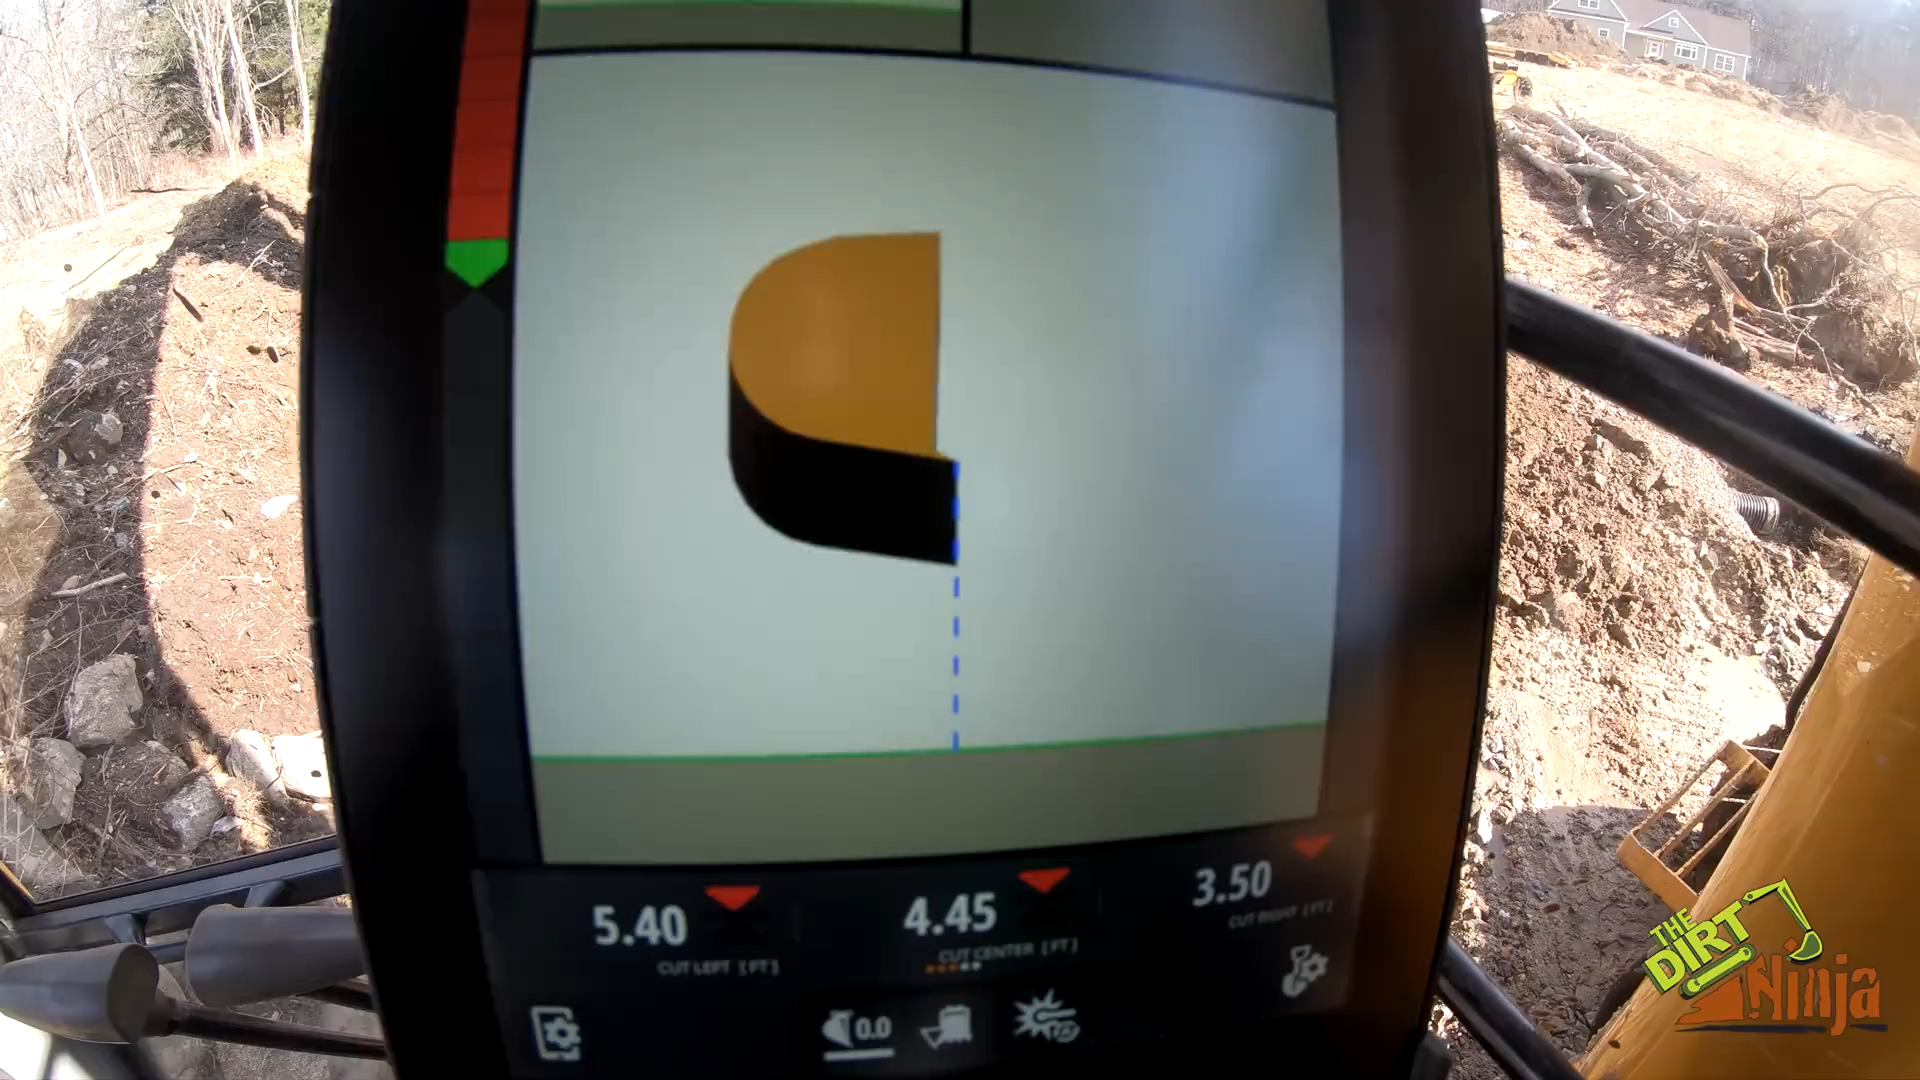 5.40
CUT LEFT [FT]
4.45
CUT CENTER [FT]
3.50
CUT RIGHT [FT]
0.0
THE
DIRT
Ninja